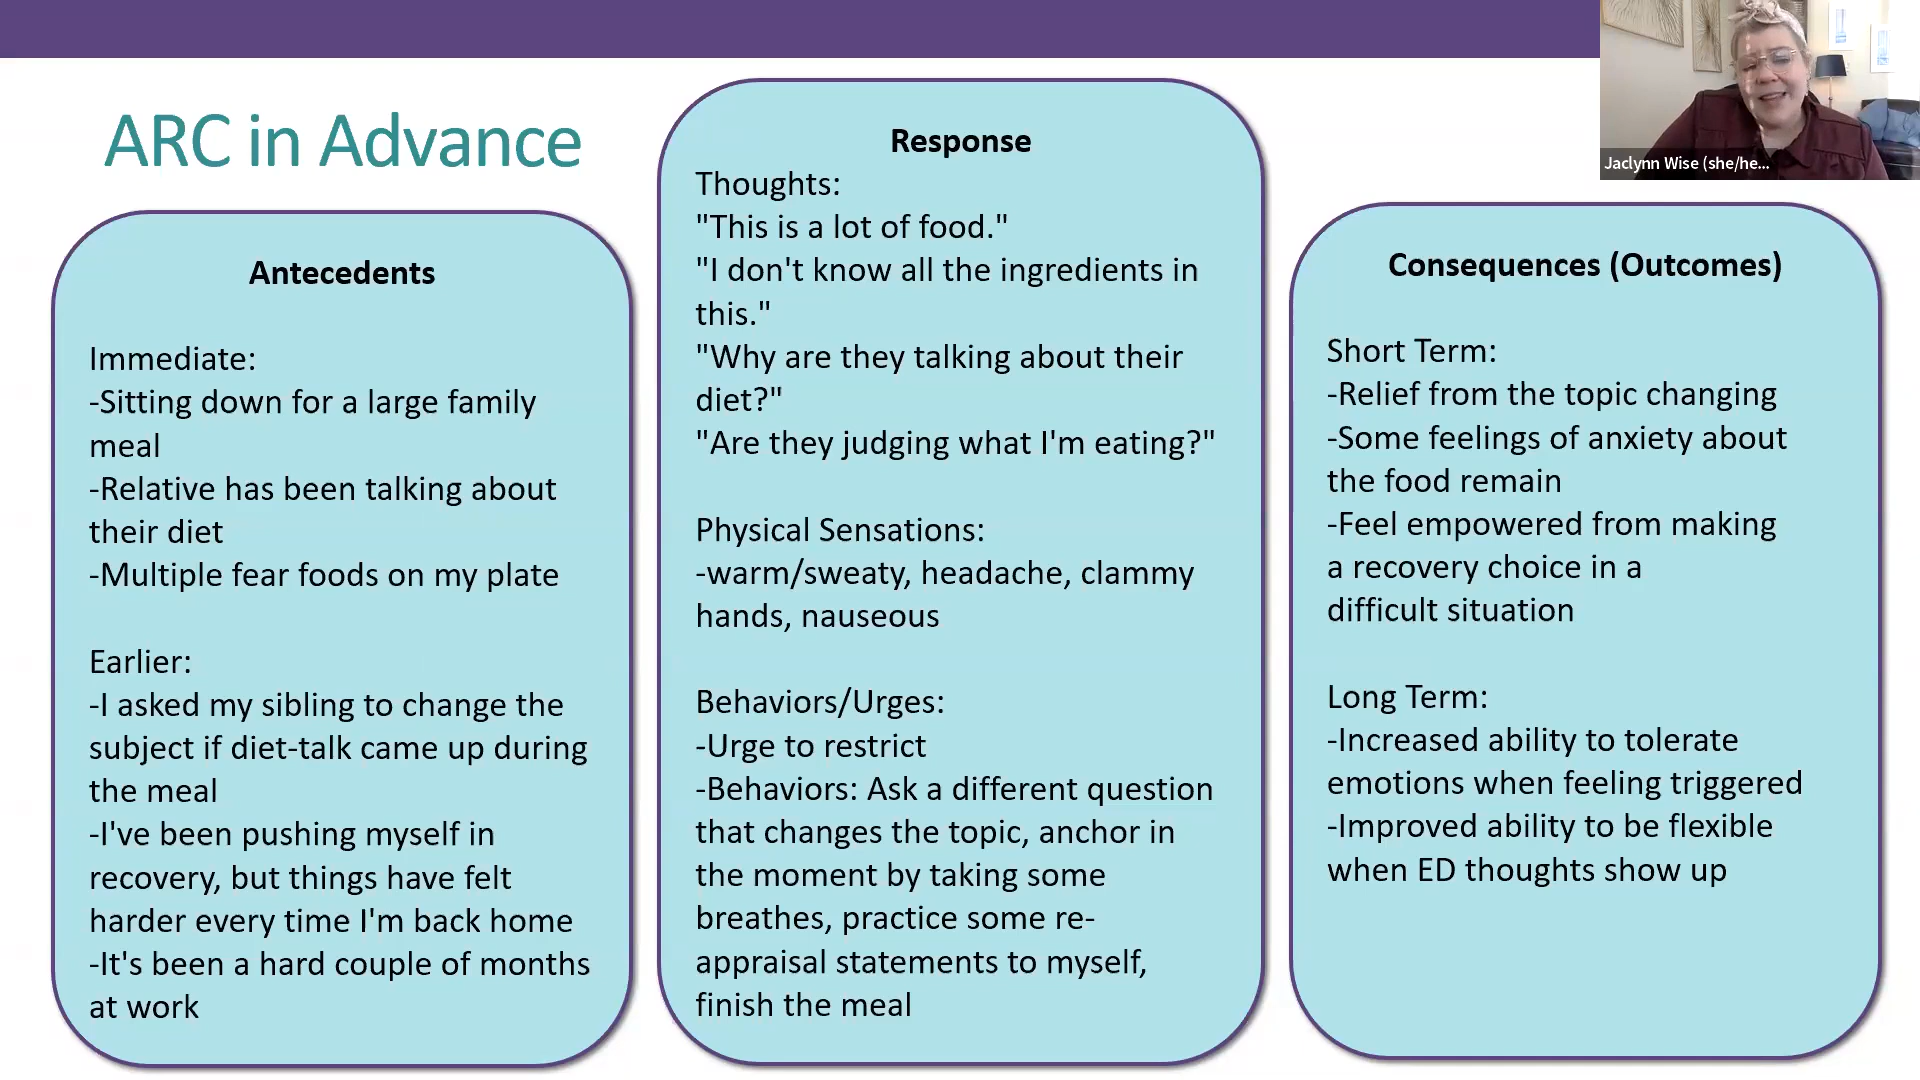 ARC in Advance
Antecedents
Immediate:
-Sitting down for a large family
meal
-Relative has been talking about
their diet
-Multiple fear foods on my plate
Earlier:
-I asked my sibling to change the
subject if diet-talk came up during
the meal
-I've been pushing myself in
recovery, but things have felt
harder every time I'm back home
-It's been a hard couple of months
at work
Response
Thoughts:
"This is a lot of food."
"I don't know all the ingredients in
this."
"Why are they talking about their
diet?"
"Are they judging what I'm eating?"
Physical Sensations:
-warm/sweaty, headache, clammy
hands, nauseous
Behaviors/Urges:
-Urge to restrict
-Behaviors: Ask a different question
that changes the topic, anchor in
the moment by taking some
breathes, practice some re-
appraisal statements to myself,
finish the meal
Consequences (Outcomes)
Short Term:
-Relief from the topic changing
-Some feelings of anxiety about
the food remain
-Feel empowered from making
a recovery choice in a
difficult situation
Long Term:
-Increased ability to tolerate
emotions when feeling triggered
-Improved ability to be flexible
when ED thoughts show up
Jaclynn Wise (she/he...